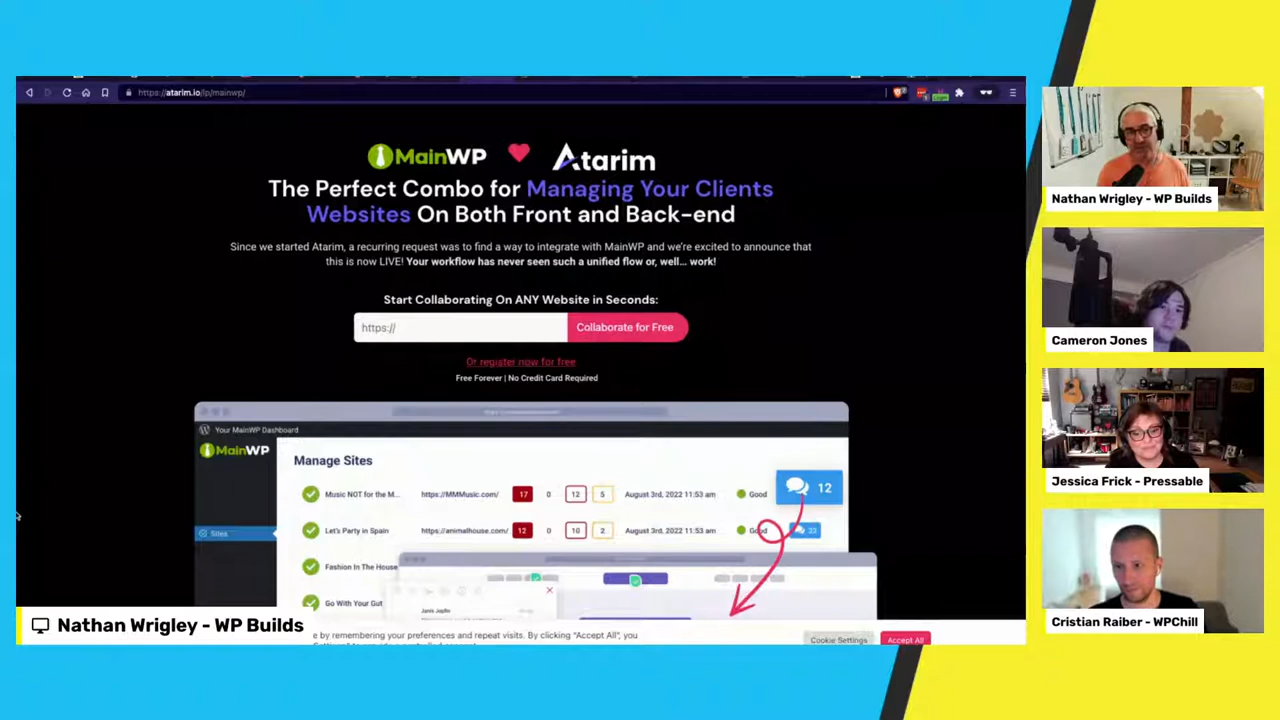 https://atarim.io/lp/mainwp/
MainWP
Atarim
The Perfect Combo for Managing Your Clients
Websites On Both Front and Back-end
Since we started Atarim, a recurring request was to find a way to integrate with MainWP and we're excited to announce that
this is now LIVE! Your workflow has never seen such a unified flow or, well... work!
Start Collaborating On ANY Website in Seconds:
https://
Collaborate for Free
Or register now for free
Free Forever | No Credit Card Required
Your MainWP Dashboard
MainWP
Manage Sites
Sites
Music NOT for the M... https://MMMusic.com/ 17 0 12 5 August 3rd, 2022 11:53 am Good 12
Let's Party in Spain https://animalhouse.com/ 12 0 10 2 August 3rd, 2022 11:53 am Good 23
Fashion In The House
Go With Your Gut
Janis Joplin
e by remembering your preferences and repeat visits. By clicking "Accept All", you
Cookie Settings
Accept All
Nathan Wrigley - WP Builds
Nathan Wrigley - WP Builds
Cameron Jones
Jessica Frick - Pressable
Cristian Raiber - WPChill